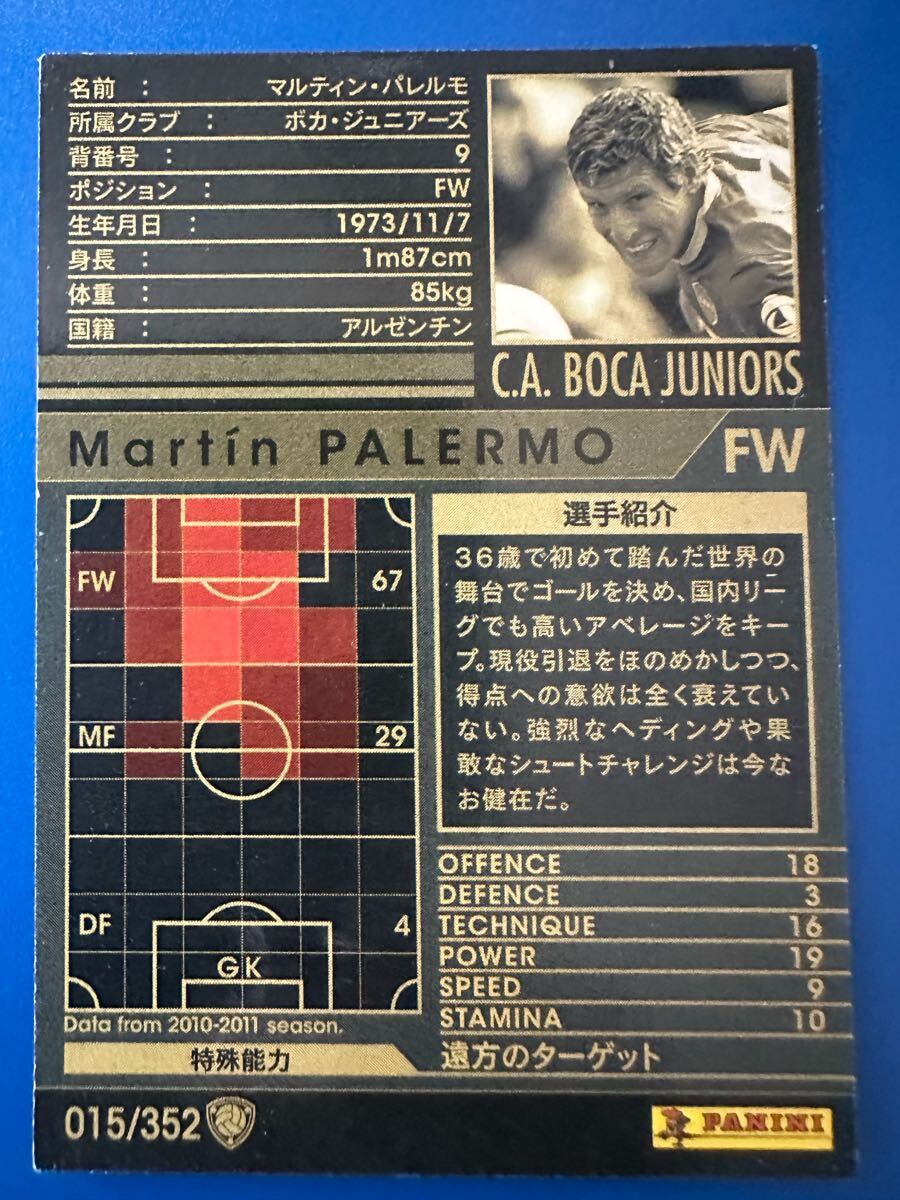 名前 : マルティン・パレルモ
所属クラブ : ボカ・ジュニアーズ
背番号 : 9
ポジション : FW
生年月日 : 1973/11/7
身長 : 1m87cm
体重 : 85kg
国籍 : アルゼンチン
C.A. BOCA JUNIORS
Martín PALERMO FW
FW 67
MF 29
DF 4
GK
Data from 2010-2011 season.
選手紹介
36歳で初めて踏んだ世界の
舞台でゴールを決め、国内リー
グでも高いアベレージをキー
プ。現役引退をほのめかしつつ、
得点への意欲は全く衰えてい
ない。強烈なヘディングや果
敢なシュートチャレンジは今な
お健在だ。
OFFENCE 18
DEFENCE 3
TECHNIQUE 16
POWER 19
SPEED 9
STAMINA 10
特殊能力 遠方のターゲット
015/352
PANINI